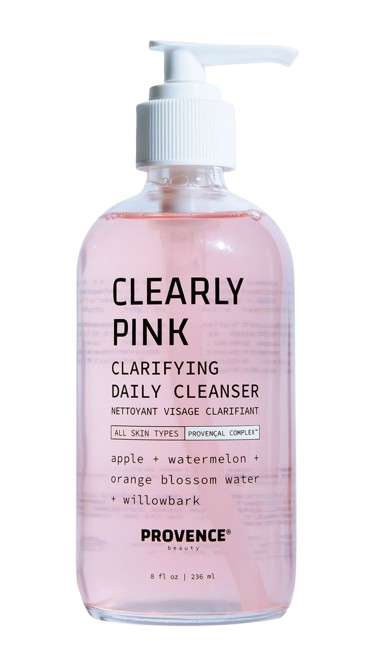 CLEARLY
PINK
CLARIFYING
DAILY CLEANSER
NETTOYANT VISAGE CLARIFIANT
ALL SKIN TYPES PROVENÇAL COMPLEX™
apple + watermelon +
orange blossom water
+ willowbark
PROVENCE®
beauty
8 fl oz | 236 ml